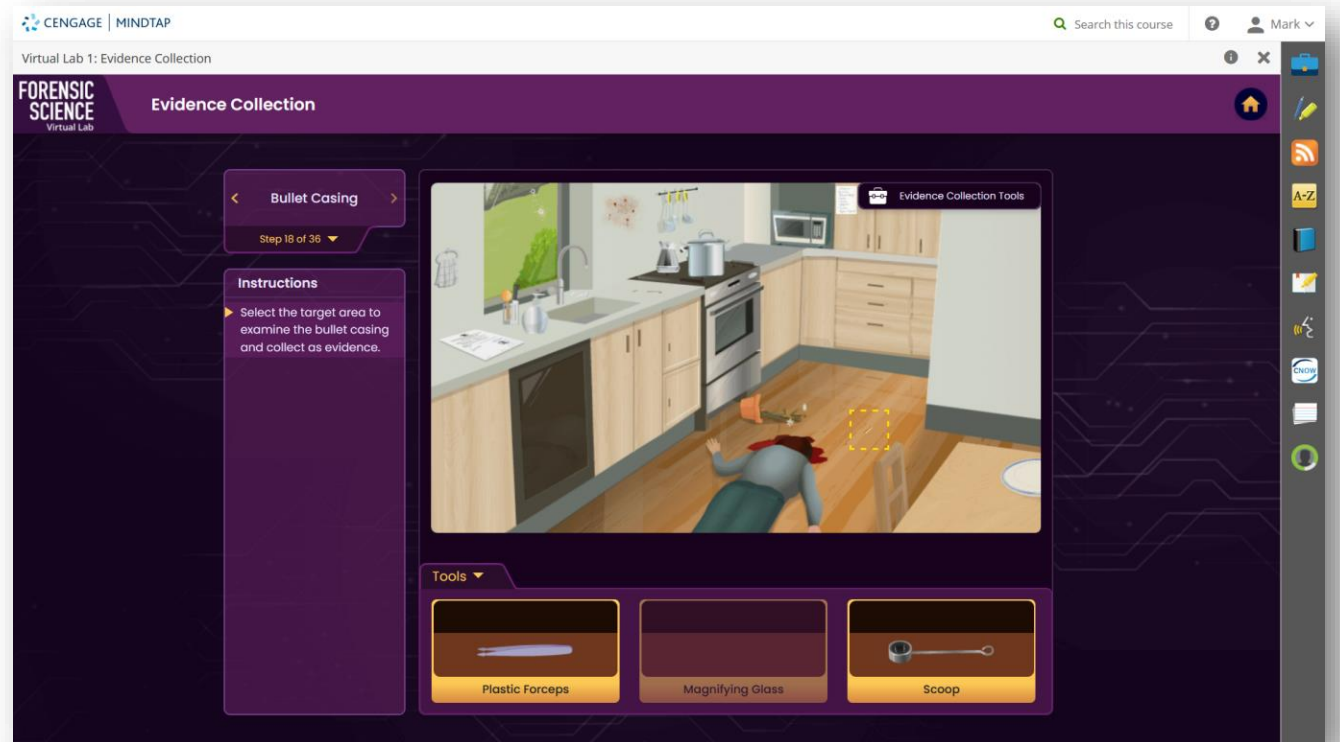 CENGAGE | MINDTAP
Search this course
Mark
Virtual Lab 1: Evidence Collection
FORENSIC
SCIENCE
Virtual Lab
Evidence Collection
Bullet Casing
Step 18 of 36
Instructions
Select the target area to
examine the bullet casing
and collect as evidence.
Evidence Collection Tools
Tools
Plastic Forceps
Magnifying Glass
Scoop
A-Z
CNOW